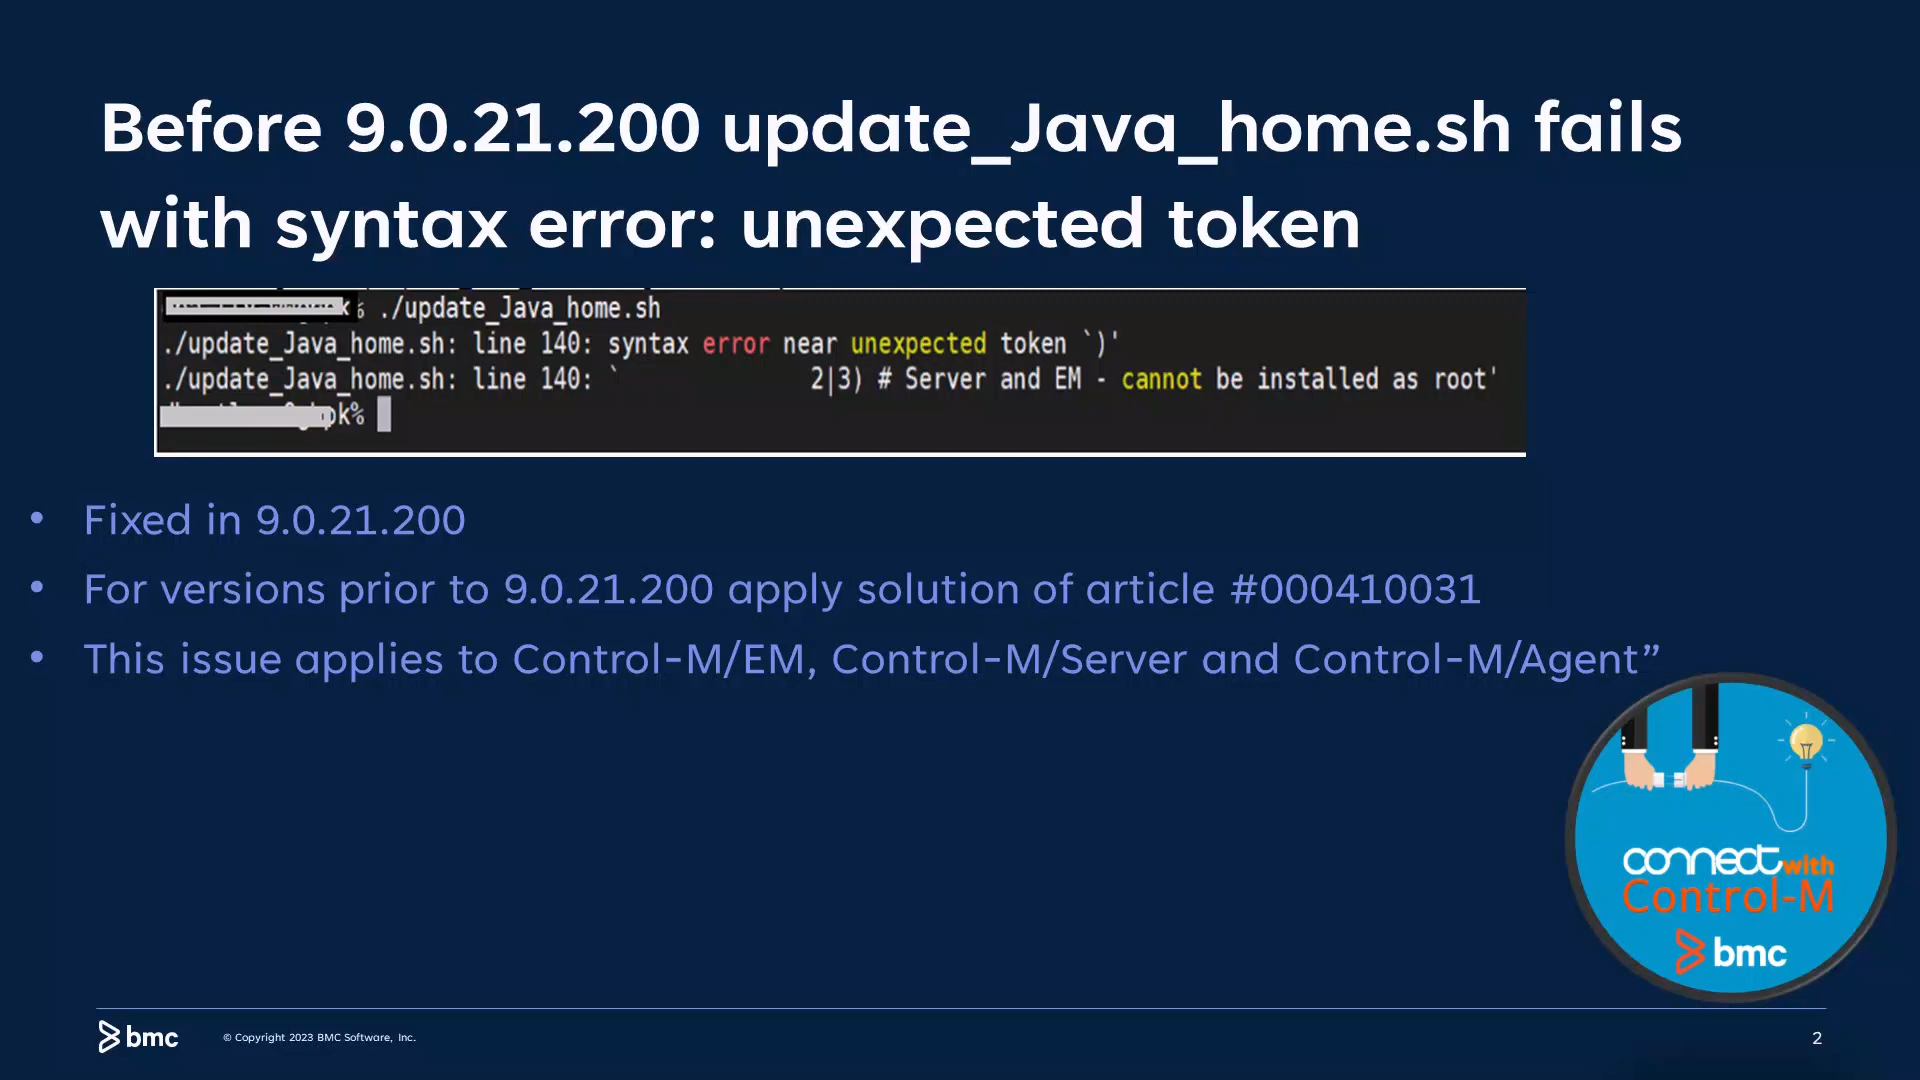 Before 9.0.21.200 update_Java_home.sh fails
with syntax error: unexpected token
% ./update_Java_home.sh
./update_Java_home.sh: line 140: syntax error near unexpected token `)'
./update_Java_home.sh: line 140: `                2|3) # Server and EM - cannot be installed as root'
pk%
• Fixed in 9.0.21.200
• For versions prior to 9.0.21.200 apply solution of article #000410031
• This issue applies to Control-M/EM, Control-M/Server and Control-M/Agent”
connect with
Control-M
bmc
bmc
© Copyright 2023 BMC Software, Inc.
2